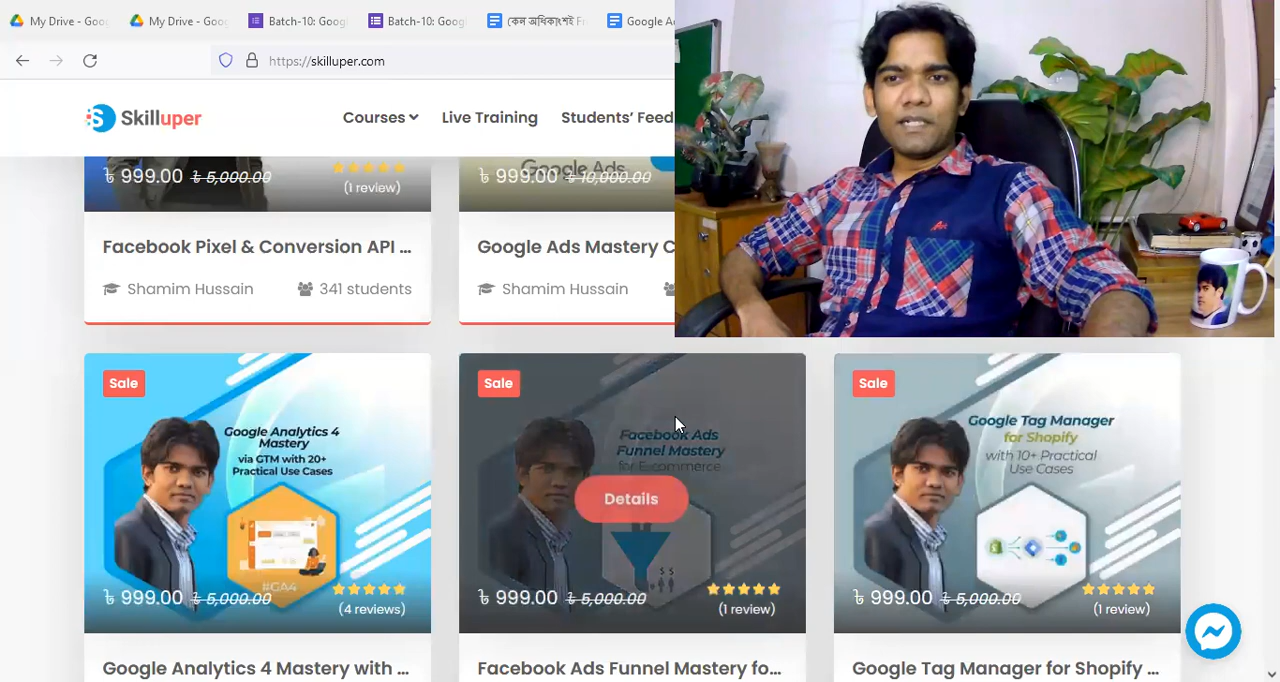 My Drive - Goo
My Drive - Goo
Batch-10: Goog
Batch-10: Goog
কেন অধিকাংশই Fr
Google Ad
https://skilluper.com
Skilluper
Courses
Live Training
Students' Feed
৳ 999.00 ৳ 5,000.00
(1 review)
Google Ads
৳ 999.00 ৳ 10,000.00
Facebook Pixel & Conversion API ...
Google Ads Mastery C
Shamim Hussain
341 students
Shamim Hussain
Sale
Google Analytics 4
Mastery
via GTM with 20+
Practical Use Cases
#GA4
৳ 999.00 ৳ 5,000.00
(4 reviews)
Google Analytics 4 Mastery with ...
Sale
Facebook Ads
Funnel Mastery
for E-commerce
Details
৳ 999.00 ৳ 5,000.00
(1 review)
Facebook Ads Funnel Mastery fo...
Sale
Google Tag Manager
for Shopify
with 10+ Practical
Use Cases
৳ 999.00 ৳ 5,000.00
(1 review)
Google Tag Manager for Shopify ...